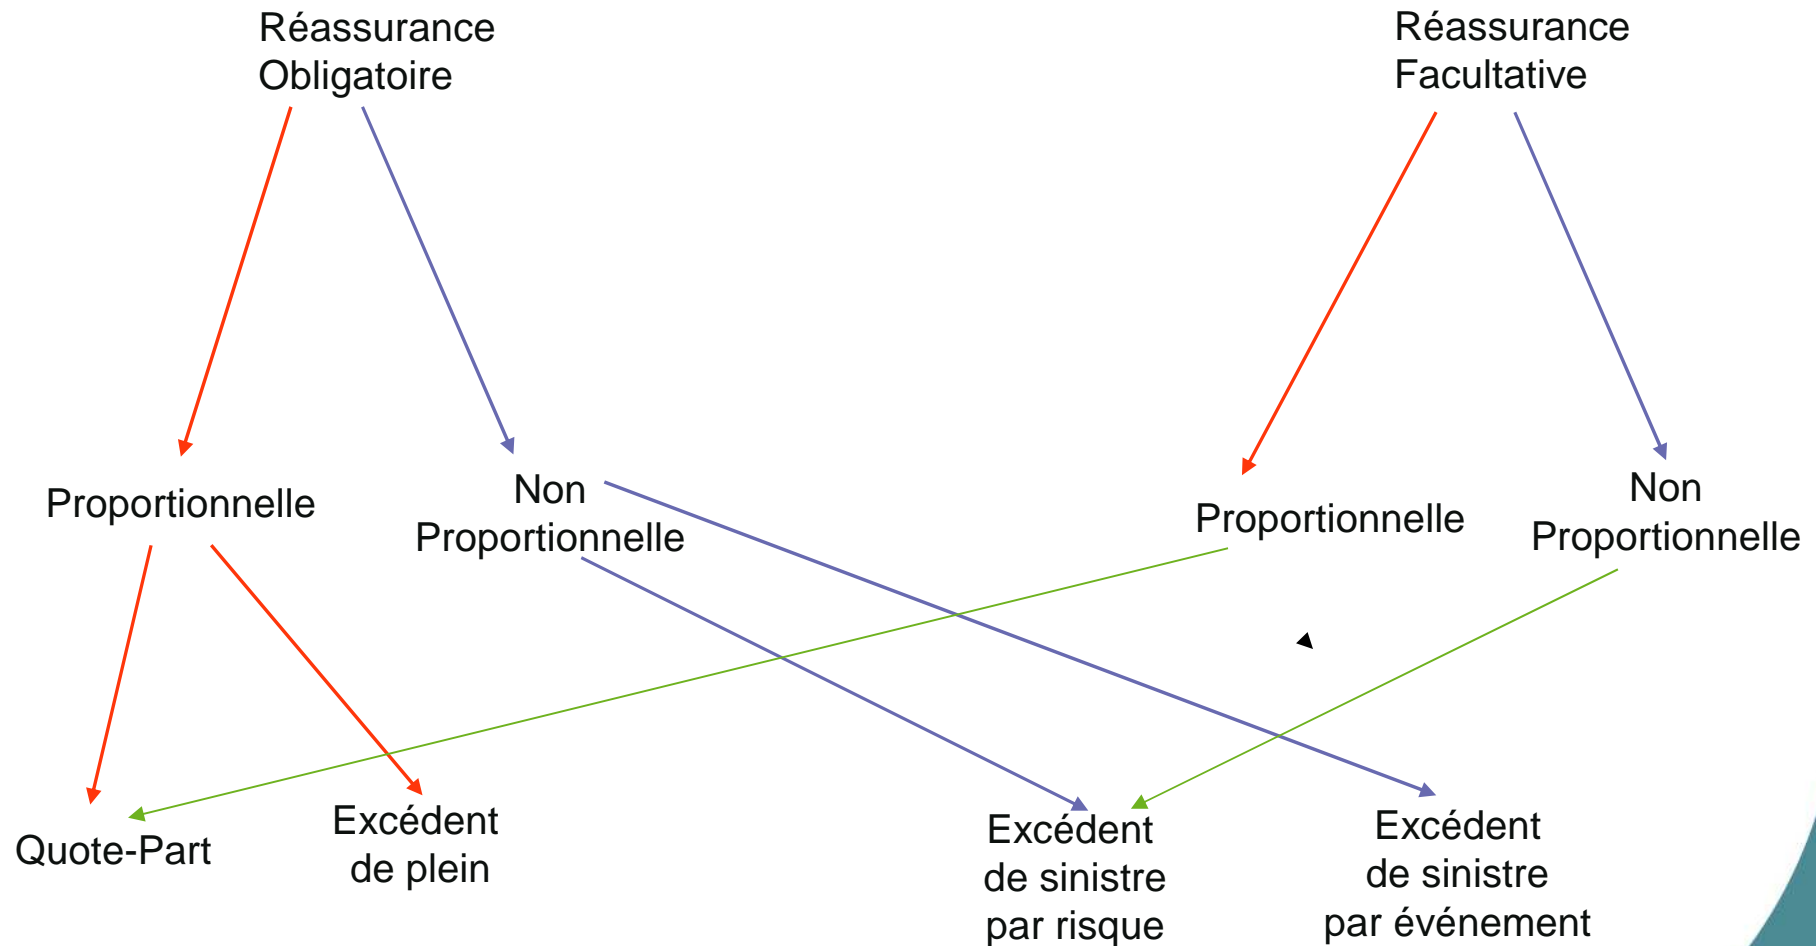 Réassurance
Obligatoire
Réassurance
Facultative
Proportionnelle
Non
Proportionnelle
Proportionnelle
Non
Proportionnelle
Quote-Part
Excédent
de plein
Excédent
de sinistre
par risque
Excédent
de sinistre
par événement